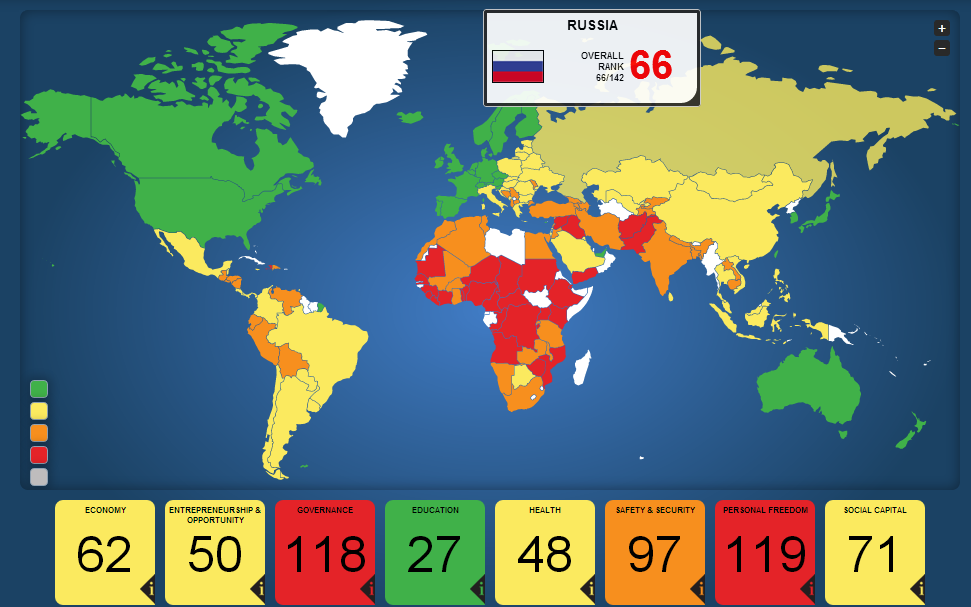 RUSSIA
OVERALL
RANK
66/142
66
+
−
ECONOMY
62
ENTREPRENEURSHIP &
OPPORTUNITY
50
GOVERNANCE
118
EDUCATION
27
HEALTH
48
SAFETY & SECURITY
97
PERSONAL FREEDOM
119
SOCIAL CAPITAL
71
i
i
i
i
i
i
i
i